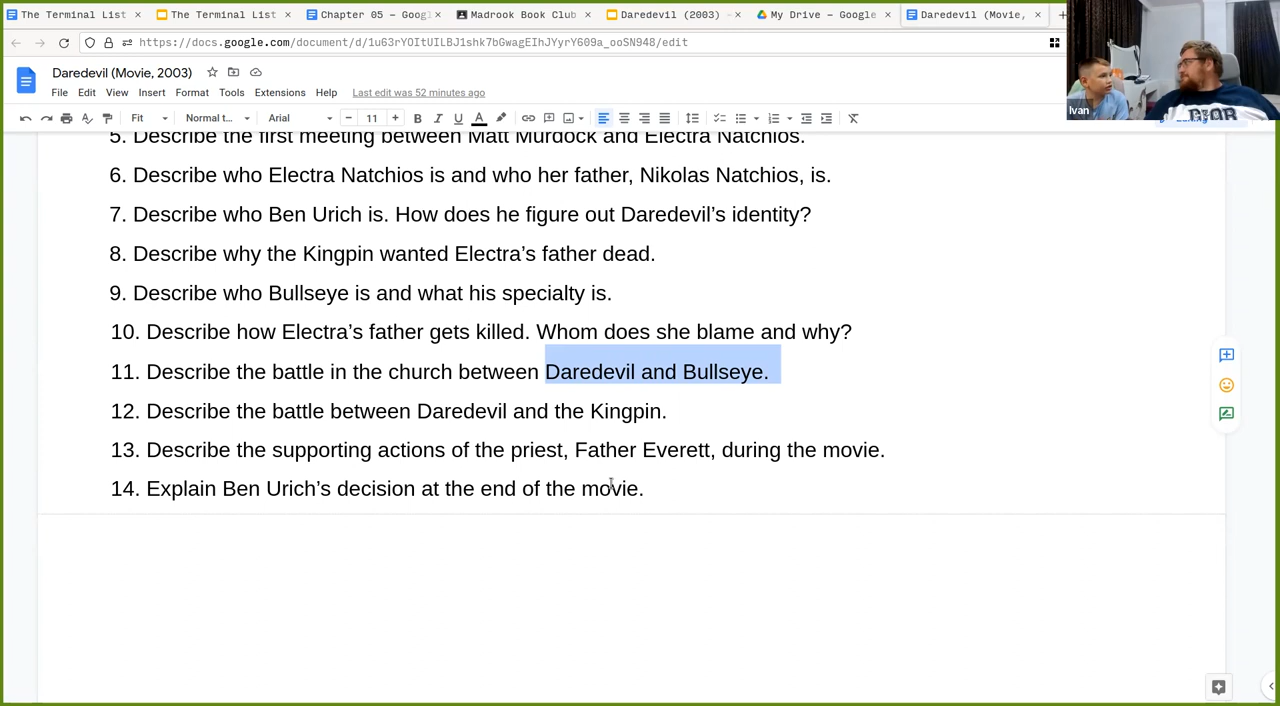 The Terminal List
The Terminal List
Chapter 05 – Goog
Madrook Book Club
Daredevil (2003) -
My Drive – Google
Daredevil (Movie,
https://docs.google.com/document/d/1u63rYOItUILBJ1shk7bGwagEIhJYyrY609a_ooSN948/edit
Daredevil (Movie, 2003)
File Edit View Insert Format Tools Extensions Help Last edit was 52 minutes ago
Fit Normal t... Arial 11
Ivan
5. Describe the first meeting between Matt Murdock and Electra Natchios.
6. Describe who Electra Natchios is and who her father, Nikolas Natchios, is.
7. Describe who Ben Urich is. How does he figure out Daredevil’s identity?
8. Describe why the Kingpin wanted Electra’s father dead.
9. Describe who Bullseye is and what his specialty is.
10. Describe how Electra’s father gets killed. Whom does she blame and why?
11. Describe the battle in the church between Daredevil and Bullseye.
12. Describe the battle between Daredevil and the Kingpin.
13. Describe the supporting actions of the priest, Father Everett, during the movie.
14. Explain Ben Urich’s decision at the end of the movie.